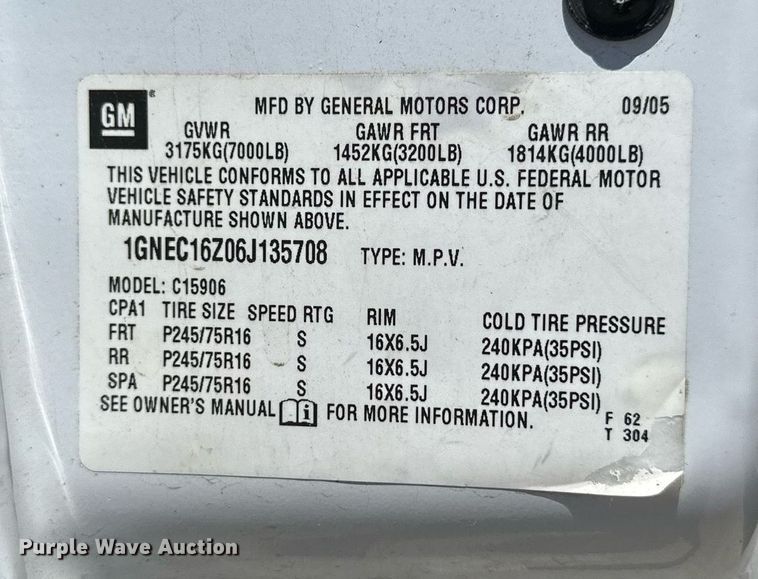 GM ® MFD BY GENERAL MOTORS CORP. 09/05
GVWR GAWR FRT GAWR RR
3175KG(7000LB) 1452KG(3200LB) 1814KG(4000LB)
THIS VEHICLE CONFORMS TO ALL APPLICABLE U.S. FEDERAL MOTOR
VEHICLE SAFETY STANDARDS IN EFFECT ON THE DATE OF
MANUFACTURE SHOWN ABOVE.
1GNEC16Z06J135708 TYPE: M.P.V.
MODEL: C15906
CPA1 TIRE SIZE SPEED RTG RIM COLD TIRE PRESSURE
FRT P245/75R16 S 16X6.5J 240KPA(35PSI)
RR P245/75R16 S 16X6.5J 240KPA(35PSI)
SPA P245/75R16 S 16X6.5J 240KPA(35PSI)
SEE OWNER'S MANUAL i FOR MORE INFORMATION.
F 62
T 304
Purple Wave Auction